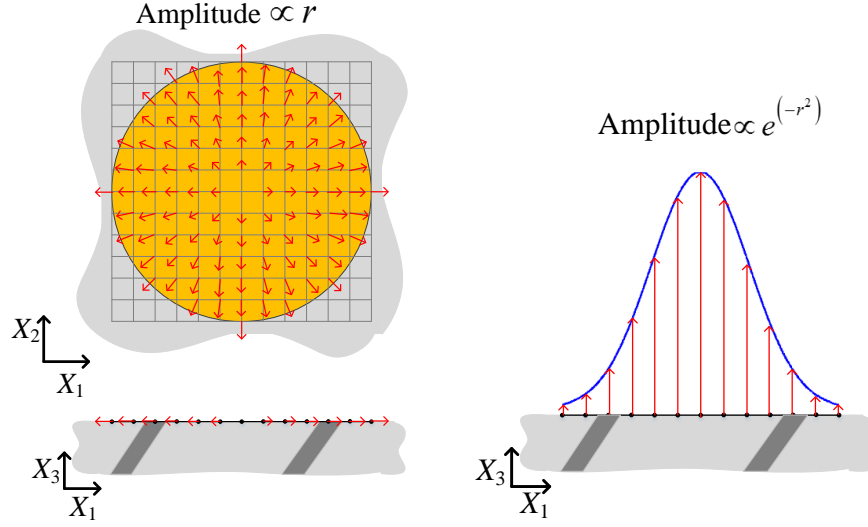 Amplitude ∝ r
X₂
X₁
X₃
X₁
Amplitude ∝ e^(−r²)
X₃
X₁